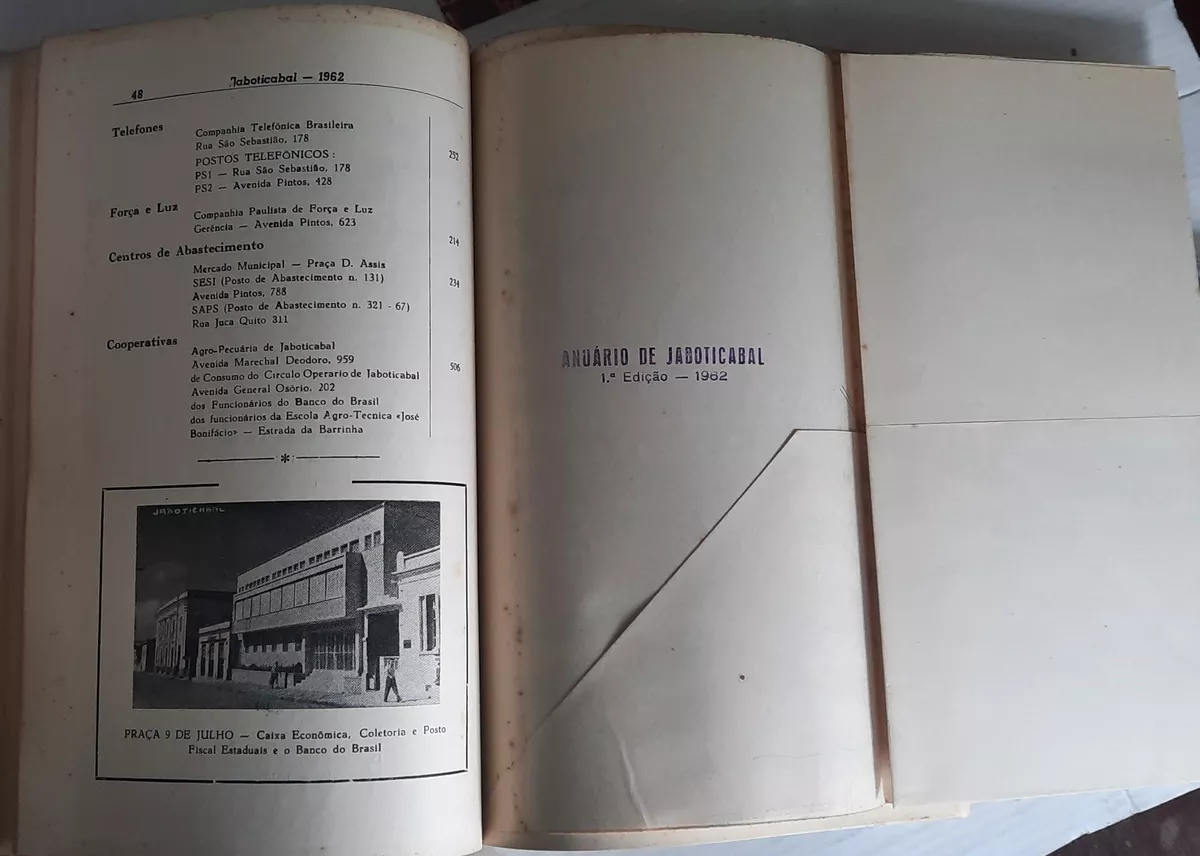 48
Jaboticabal — 1962
Telefones
Companhia Telefônica Brasileira
Rua São Sebastião, 178
POSTOS TELEFÔNICOS :
252
PS1 — Rua São Sebastião, 178
PS2 — Avenida Pintos, 428
Fôrça e Luz
Companhia Paulista de Fôrça e Luz
Gerência — Avenida Pintos, 623
214
Centros de Abastecimento
Mercado Municipal — Praça D. Assis
SESI (Posto de Abastecimento n. 131)
234
Avenida Pintos, 788
SAPS (Posto de Abastecimento n. 321 - 67)
Rua Juca Quito 311
Cooperativas
Agro-Pecuária de Jaboticabal
Avenida Marechal Deodoro, 959
506
de Consumo do Circulo Operario de Jaboticabal
Avenida General Osório, 202
dos Funcionários do Banco do Brasil
dos funcionários da Escola Agro-Tecnica «José
Bonifácio» — Estrada da Barrinha
JABOTICABAL
PRAÇA 9 DE JULHO — Caixa Econômica, Coletoria e Posto
Fiscal Estaduais e o Banco do Brasil
ANUÁRIO DE JABOTICABAL
1.ª Edição — 1962